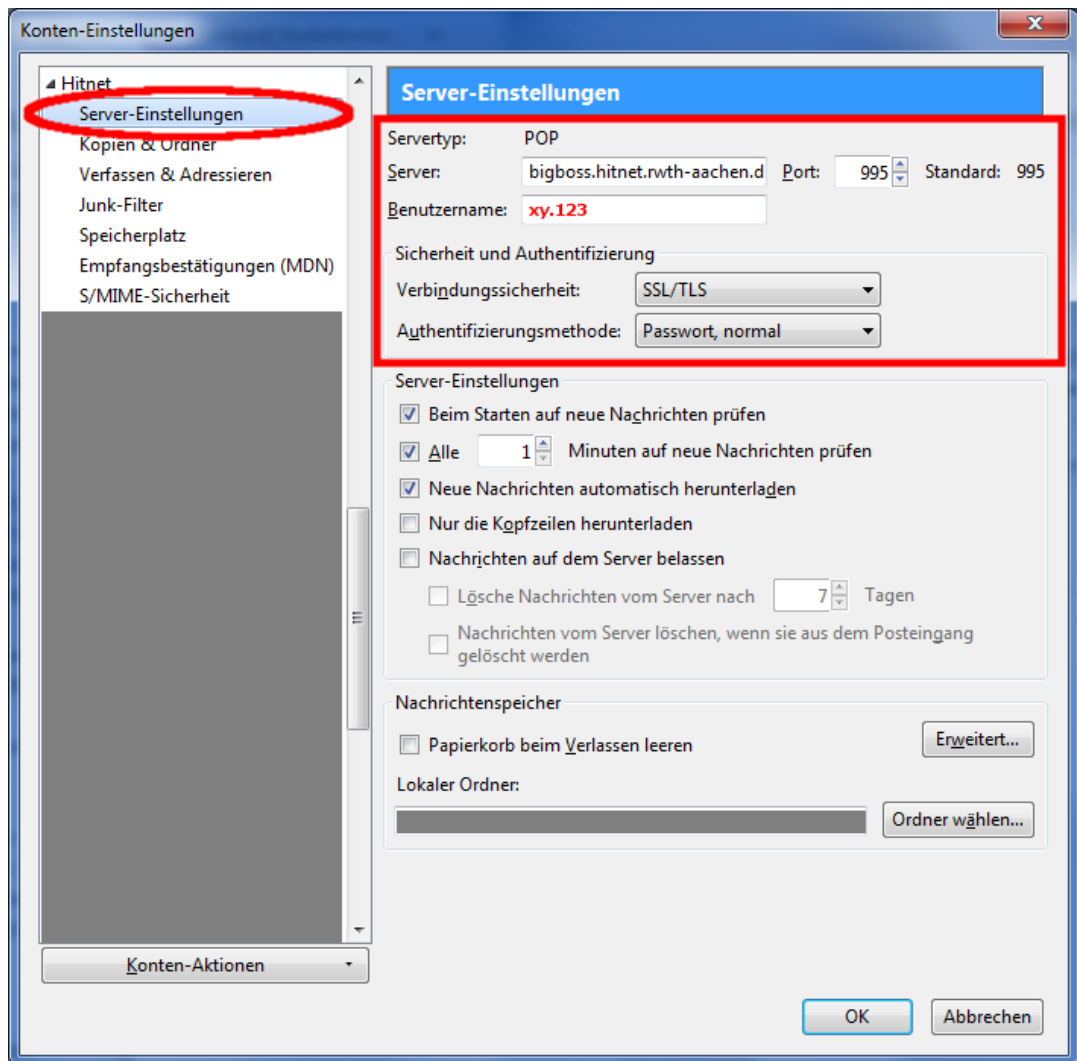 Konten-Einstellungen
Hitnet
Server-Einstellungen
Kopien & Ordner
Verfassen & Adressieren
Junk-Filter
Speicherplatz
Empfangsbestätigungen (MDN)
S/MIME-Sicherheit
Konten-Aktionen
Server-Einstellungen
Servertyp: POP
Server: bigboss.hitnet.rwth-aachen.d Port: 995 Standard: 995
Benutzername: xy.123
Sicherheit und Authentifizierung
Verbindungssicherheit: SSL/TLS
Authentifizierungsmethode: Passwort, normal
Server-Einstellungen
Beim Starten auf neue Nachrichten prüfen
Alle 1 Minuten auf neue Nachrichten prüfen
Neue Nachrichten automatisch herunterladen
Nur die Kopfzeilen herunterladen
Nachrichten auf dem Server belassen
Lösche Nachrichten vom Server nach 7 Tagen
Nachrichten vom Server löschen, wenn sie aus dem Posteingang
gelöscht werden
Nachrichtenspeicher
Papierkorb beim Verlassen leeren Erweitert...
Lokaler Ordner:
Ordner wählen...
OK Abbrechen